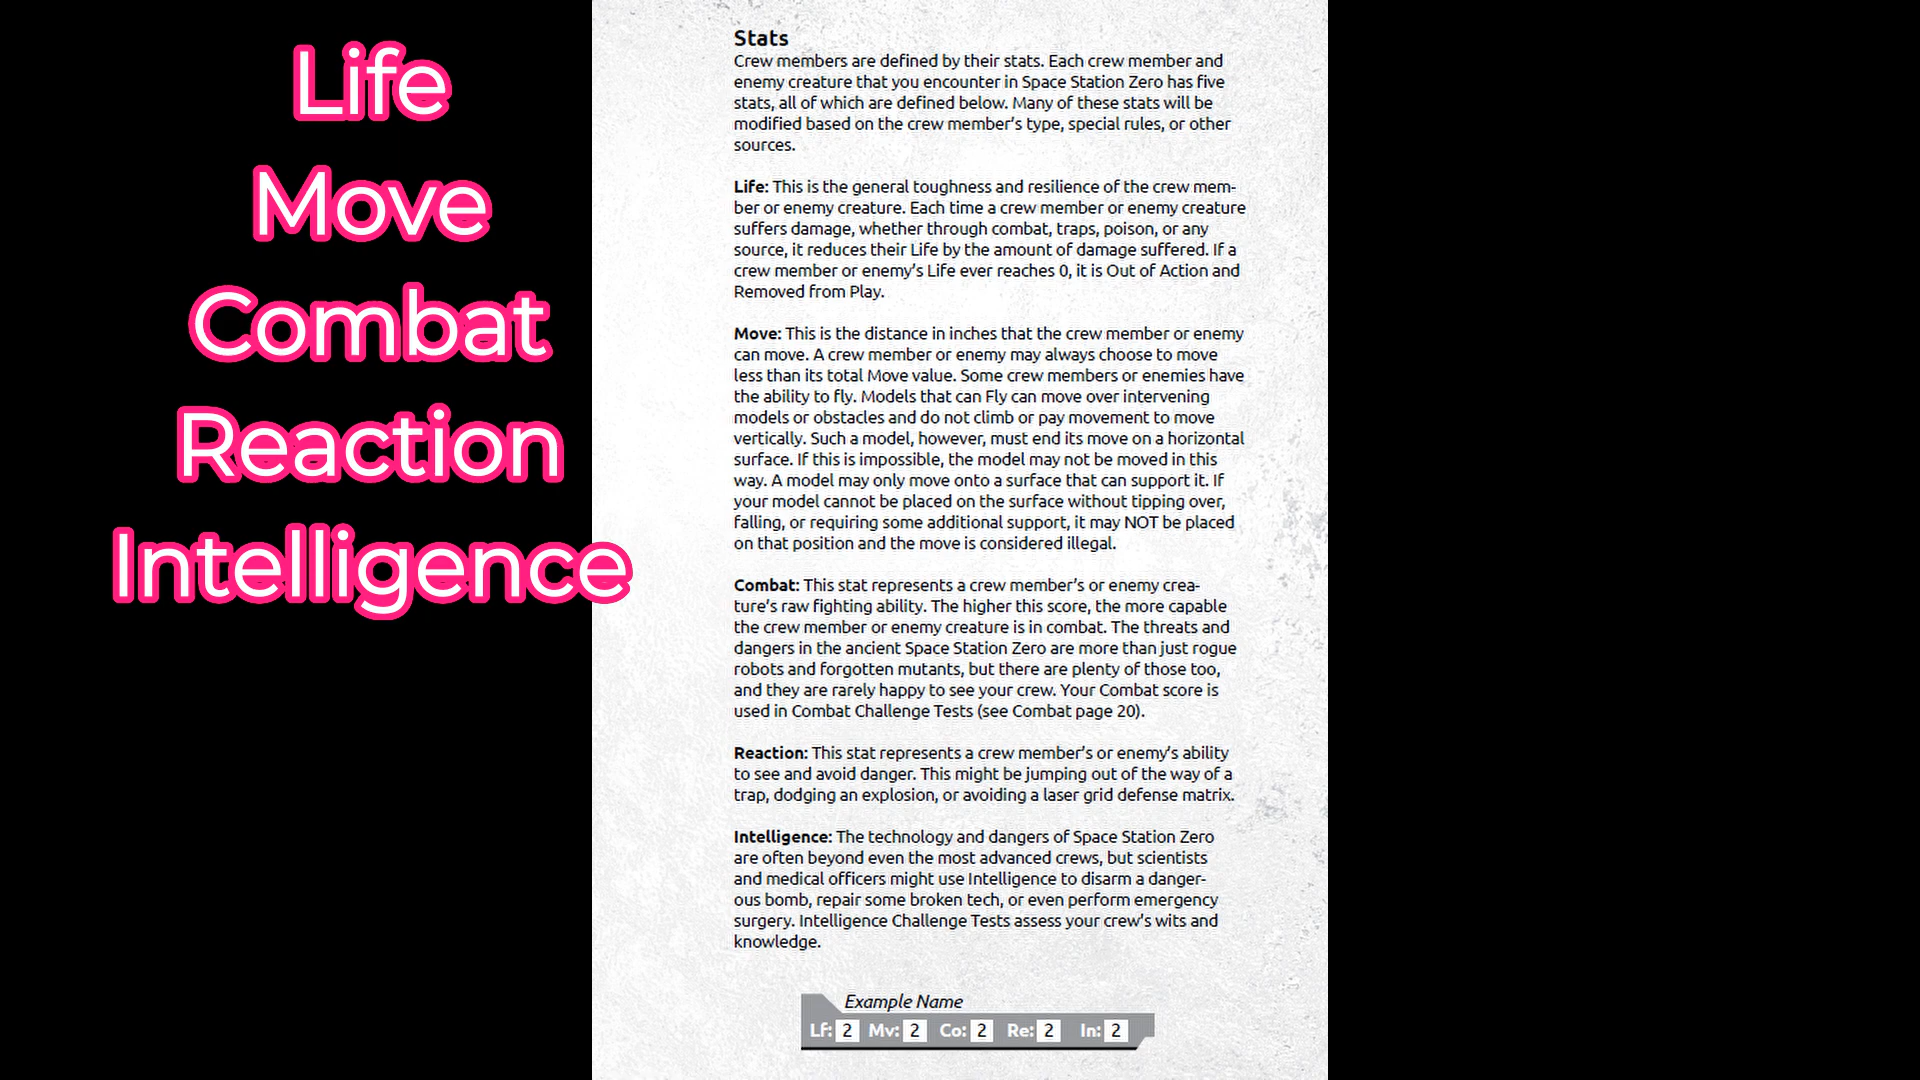 Life
Move
Combat
Reaction
Intelligence
Stats
Crew members are defined by their stats. Each crew member and
enemy creature that you encounter in Space Station Zero has five
stats, all of which are defined below. Many of these stats will be
modified based on the crew member's type, special rules, or other
sources.
Life: This is the general toughness and resilience of the crew mem-
ber or enemy creature. Each time a crew member or enemy creature
suffers damage, whether through combat, traps, poison, or any
source, it reduces their Life by the amount of damage suffered. If a
crew member or enemy's Life ever reaches 0, it is Out of Action and
Removed from Play.
Move: This is the distance in inches that the crew member or enemy
can move. A crew member or enemy may always choose to move
less than its total Move value. Some crew members or enemies have
the ability to fly. Models that can Fly can move over intervening
models or obstacles and do not climb or pay movement to move
vertically. Such a model, however, must end its move on a horizontal
surface. If this is impossible, the model may not be moved in this
way. A model may only move onto a surface that can support it. If
your model cannot be placed on the surface without tipping over,
falling, or requiring some additional support, it may NOT be placed
on that position and the move is considered illegal.
Combat: This stat represents a crew member's or enemy crea-
ture's raw fighting ability. The higher this score, the more capable
the crew member or enemy creature is in combat. The threats and
dangers in the ancient Space Station Zero are more than just rogue
robots and forgotten mutants, but there are plenty of those too,
and they are rarely happy to see your crew. Your Combat score is
used in Combat Challenge Tests (see Combat page 20).
Reaction: This stat represents a crew member's or enemy's ability
to see and avoid danger. This might be jumping out of the way of a
trap, dodging an explosion, or avoiding a laser grid defense matrix.
Intelligence: The technology and dangers of Space Station Zero
are often beyond even the most advanced crews, but scientists
and medical officers might use Intelligence to disarm a danger-
ous bomb, repair some broken tech, or even perform emergency
surgery. Intelligence Challenge Tests assess your crew's wits and
knowledge.
Example Name
Lf: 2 Mv: 2 Co: 2 Re: 2 In: 2